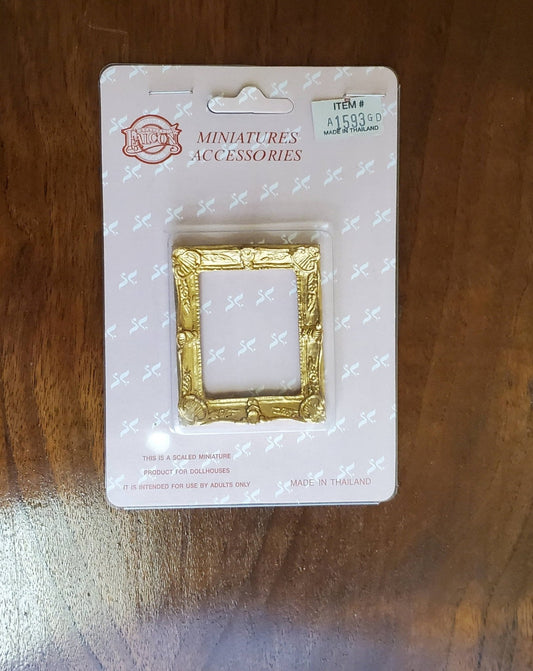 FALCON
MINIATURES
ACCESSORIES
ITEM #
A1593GD
MADE IN THAILAND
THIS IS A SCALED MINIATURE
PRODUCT FOR DOLLHOUSES
IT IS INTENDED FOR USE BY ADULTS ONLY
MADE IN THAILAND